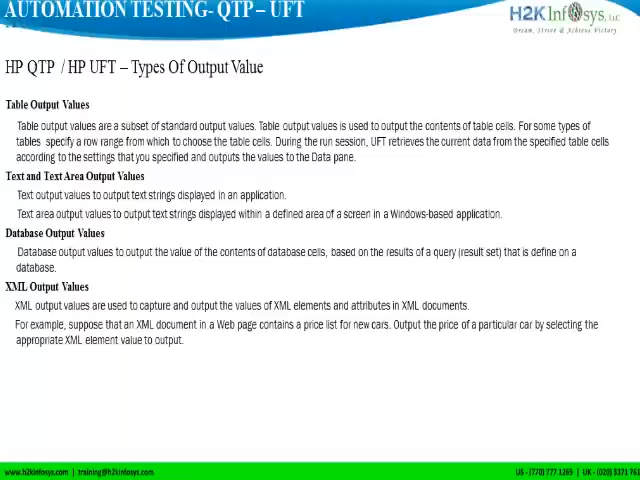 AUTOMATION TESTING- QTP – UFT
H2K Infosys, LLC
Dream, Strive & Achieve Victory
HP QTP / HP UFT – Types Of Output Value
Table Output Values
Table output values are a subset of standard output values. Table output values is used to output the contents of table cells. For some types of
tables specify a row range from which to choose the table cells. During the run session, UFT retrieves the current data from the specified table cells
according to the settings that you specified and outputs the values to the Data pane.
Text and Text Area Output Values
Text output values to output text strings displayed in an application.
Text area output values to output text strings displayed within a defined area of a screen in a Windows-based application.
Database Output Values
Database output values to output the value of the contents of database cells, based on the results of a query (result set) that is define on a
database.
XML Output Values
XML output values are used to capture and output the values of XML elements and attributes in XML documents.
For example, suppose that an XML document in a Web page contains a price list for new cars. Output the price of a particular car by selecting the
appropriate XML element value to output.
www.h2kinfosys.com | training@h2kinfosys.com
US - (770) 777 1269 | UK - (020) 3371 761